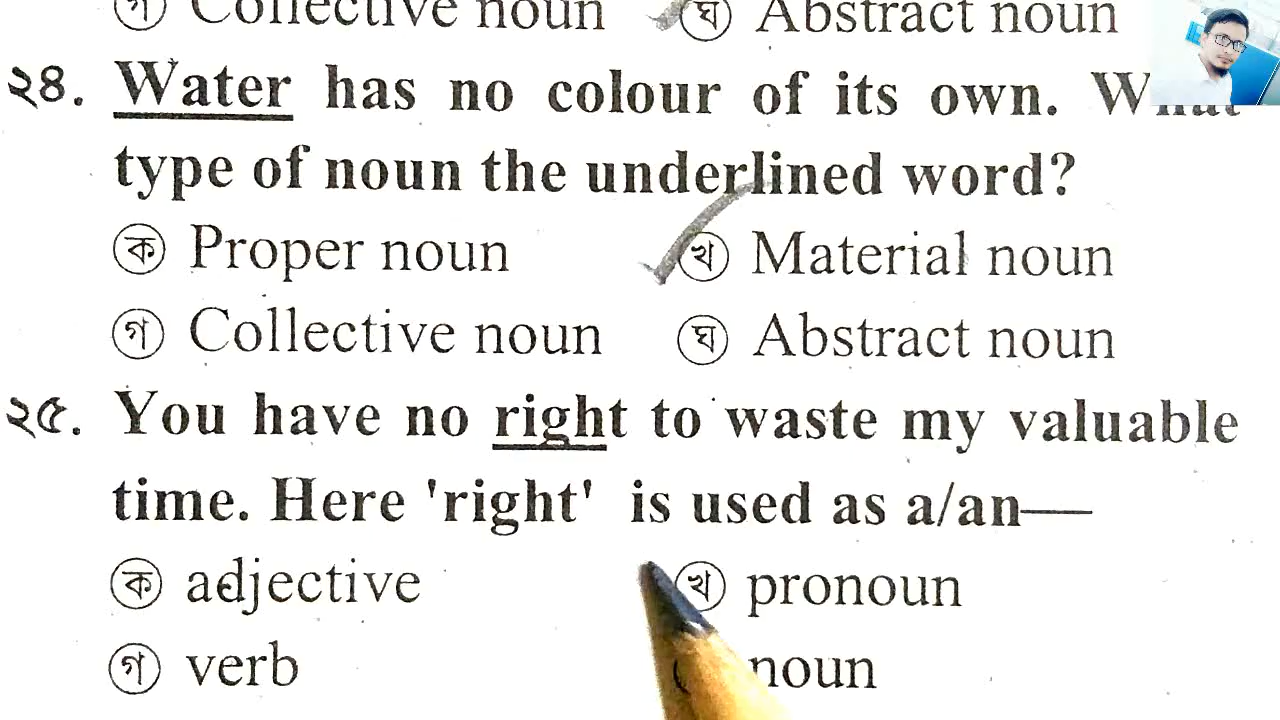 গ Collective noun ঘ Abstract noun
২৪. Water has no colour of its own. What
type of noun the underlined word?
ক Proper noun খ Material noun
গ Collective noun ঘ Abstract noun
২৫. You have no right to waste my valuable
time. Here 'right' is used as a/an—
ক adjective খ pronoun
গ verb noun